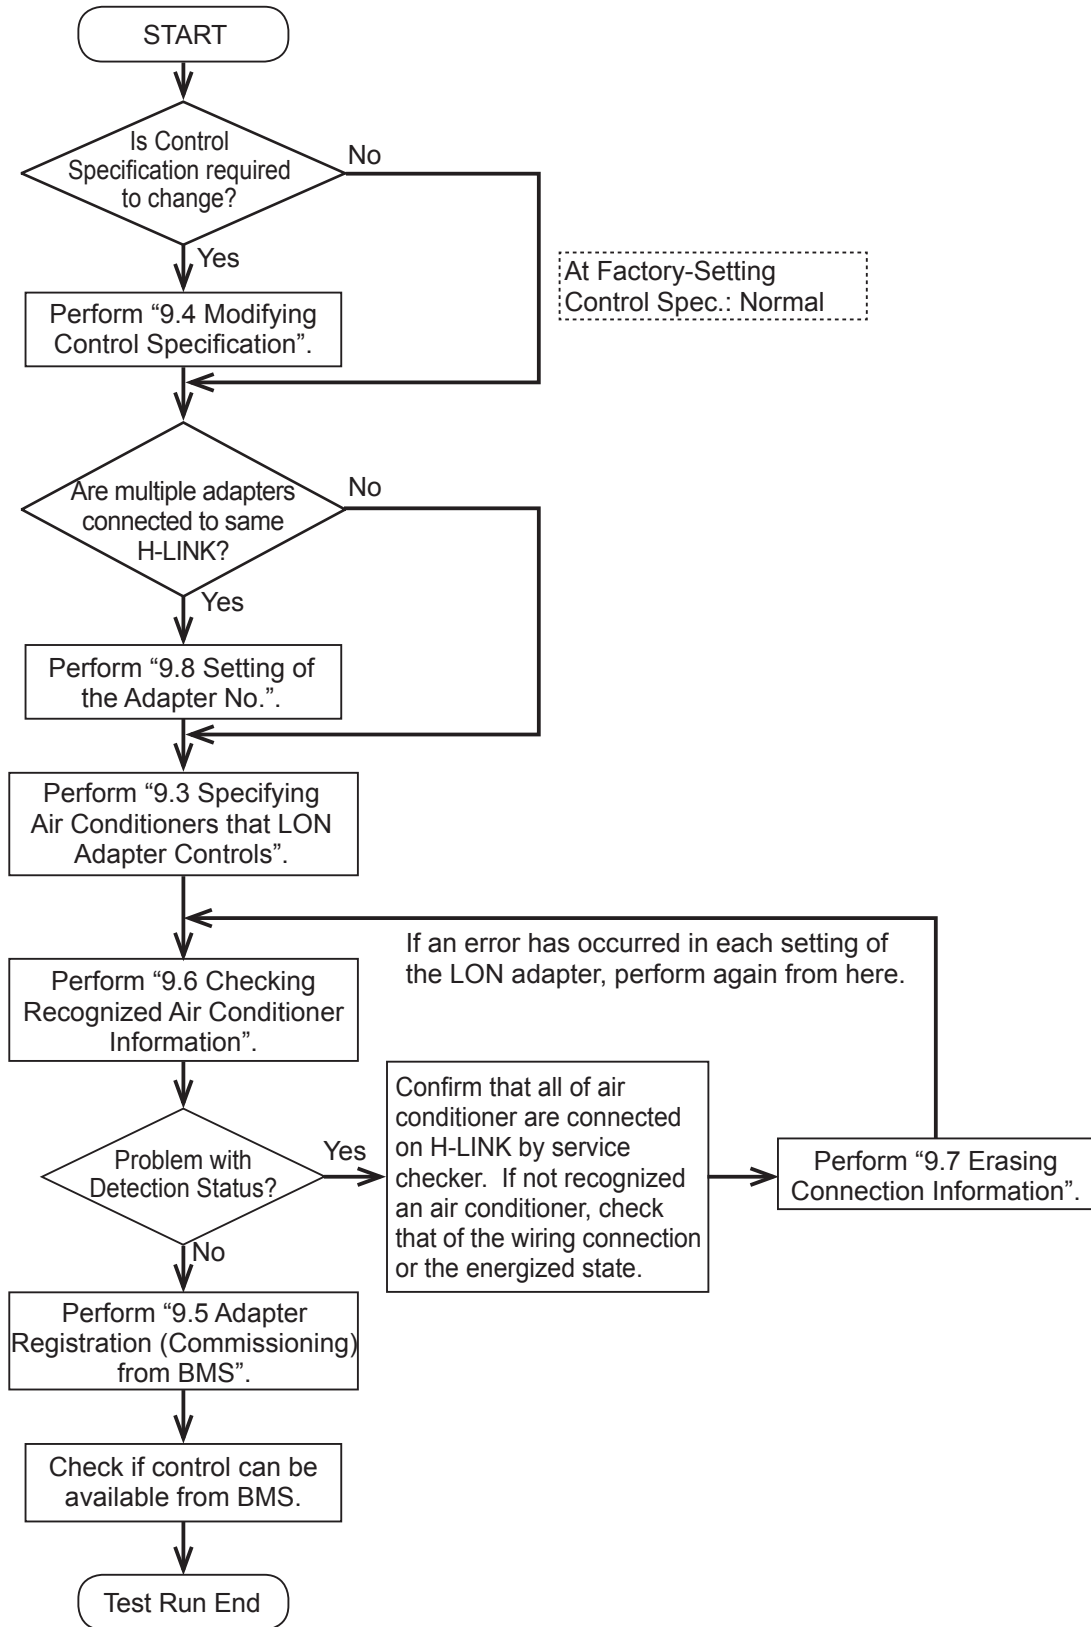 START
Is Control
Specification required
to change?
No
Yes
At Factory-Setting
Control Spec.: Normal
Perform “9.4 Modifying
Control Specification”.
Are multiple adapters
connected to same
H-LINK?
No
Yes
Perform “9.8 Setting of
the Adapter No.”.
Perform “9.3 Specifying
Air Conditioners that LON
Adapter Controls”.
If an error has occurred in each setting of
the LON adapter, perform again from here.
Perform “9.6 Checking
Recognized Air Conditioner
Information”.
Problem with
Detection Status?
Yes
Confirm that all of air
conditioner are connected
on H-LINK by service
checker.  If not recognized
an air conditioner, check
that of the wiring connection
or the energized state.
Perform “9.7 Erasing
Connection Information”.
No
Perform “9.5 Adapter
Registration (Commissioning)
from BMS”.
Check if control can be
available from BMS.
Test Run End